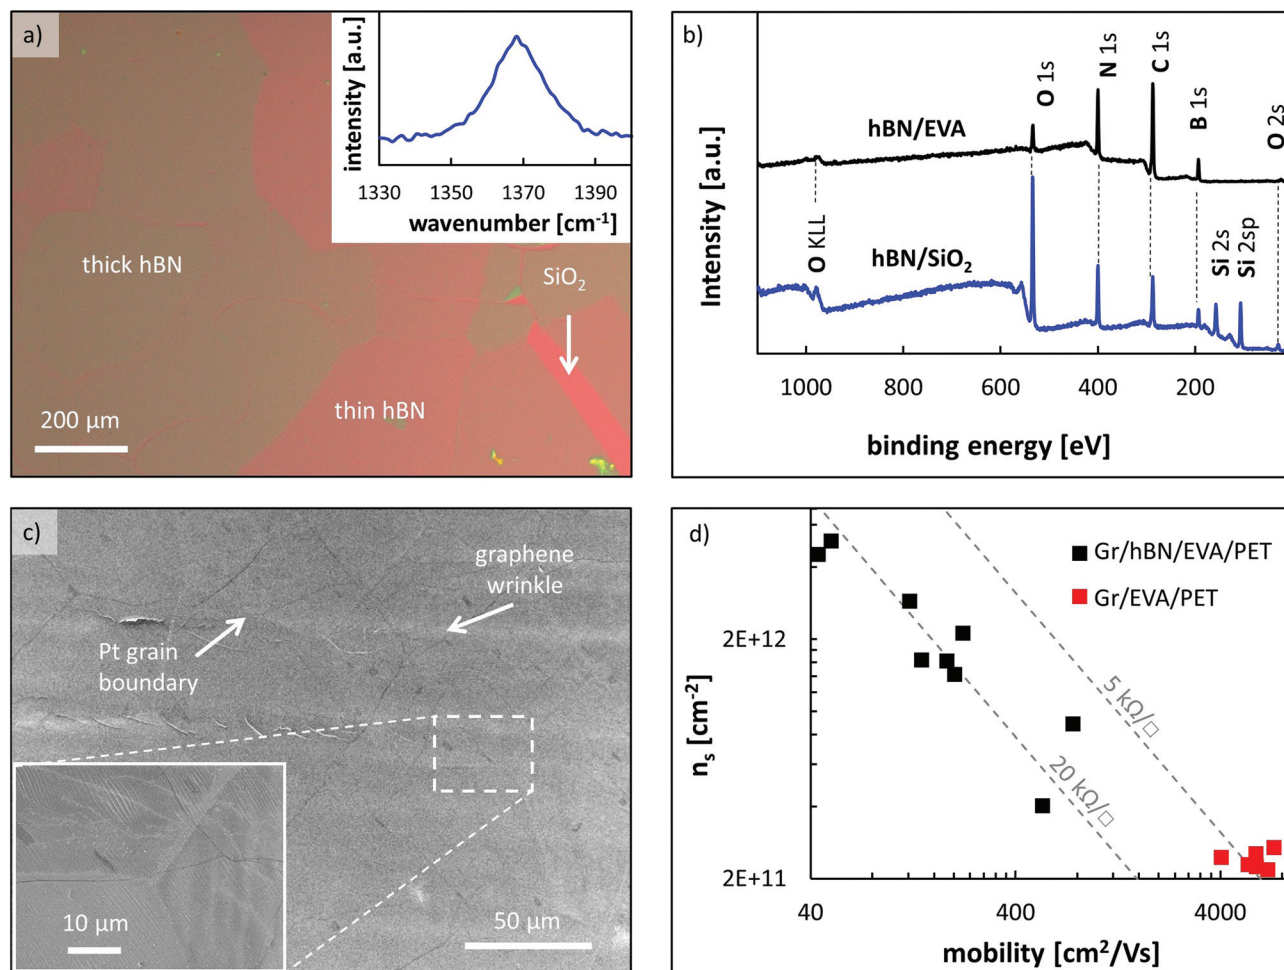 a)
thick hBN
thin hBN
SiO₂
200 μm
intensity [a.u.]
1330
1350
1370
1390
wavenumber [cm⁻¹]
b)
hBN/EVA
hBN/SiO₂
O KLL
O 1s
N 1s
C 1s
B 1s
Si 2s
Si 2sp
O 2s
Intensity [a.u.]
1000
800
600
400
200
binding energy [eV]
c)
graphene
wrinkle
Pt grain
boundary
10 μm
50 μm
d)
Gr/hBN/EVA/PET
Gr/EVA/PET
5 kΩ/□
20 kΩ/□
2E+12
2E+11
nₛ [cm⁻²]
40
400
4000
mobility [cm²/Vs]